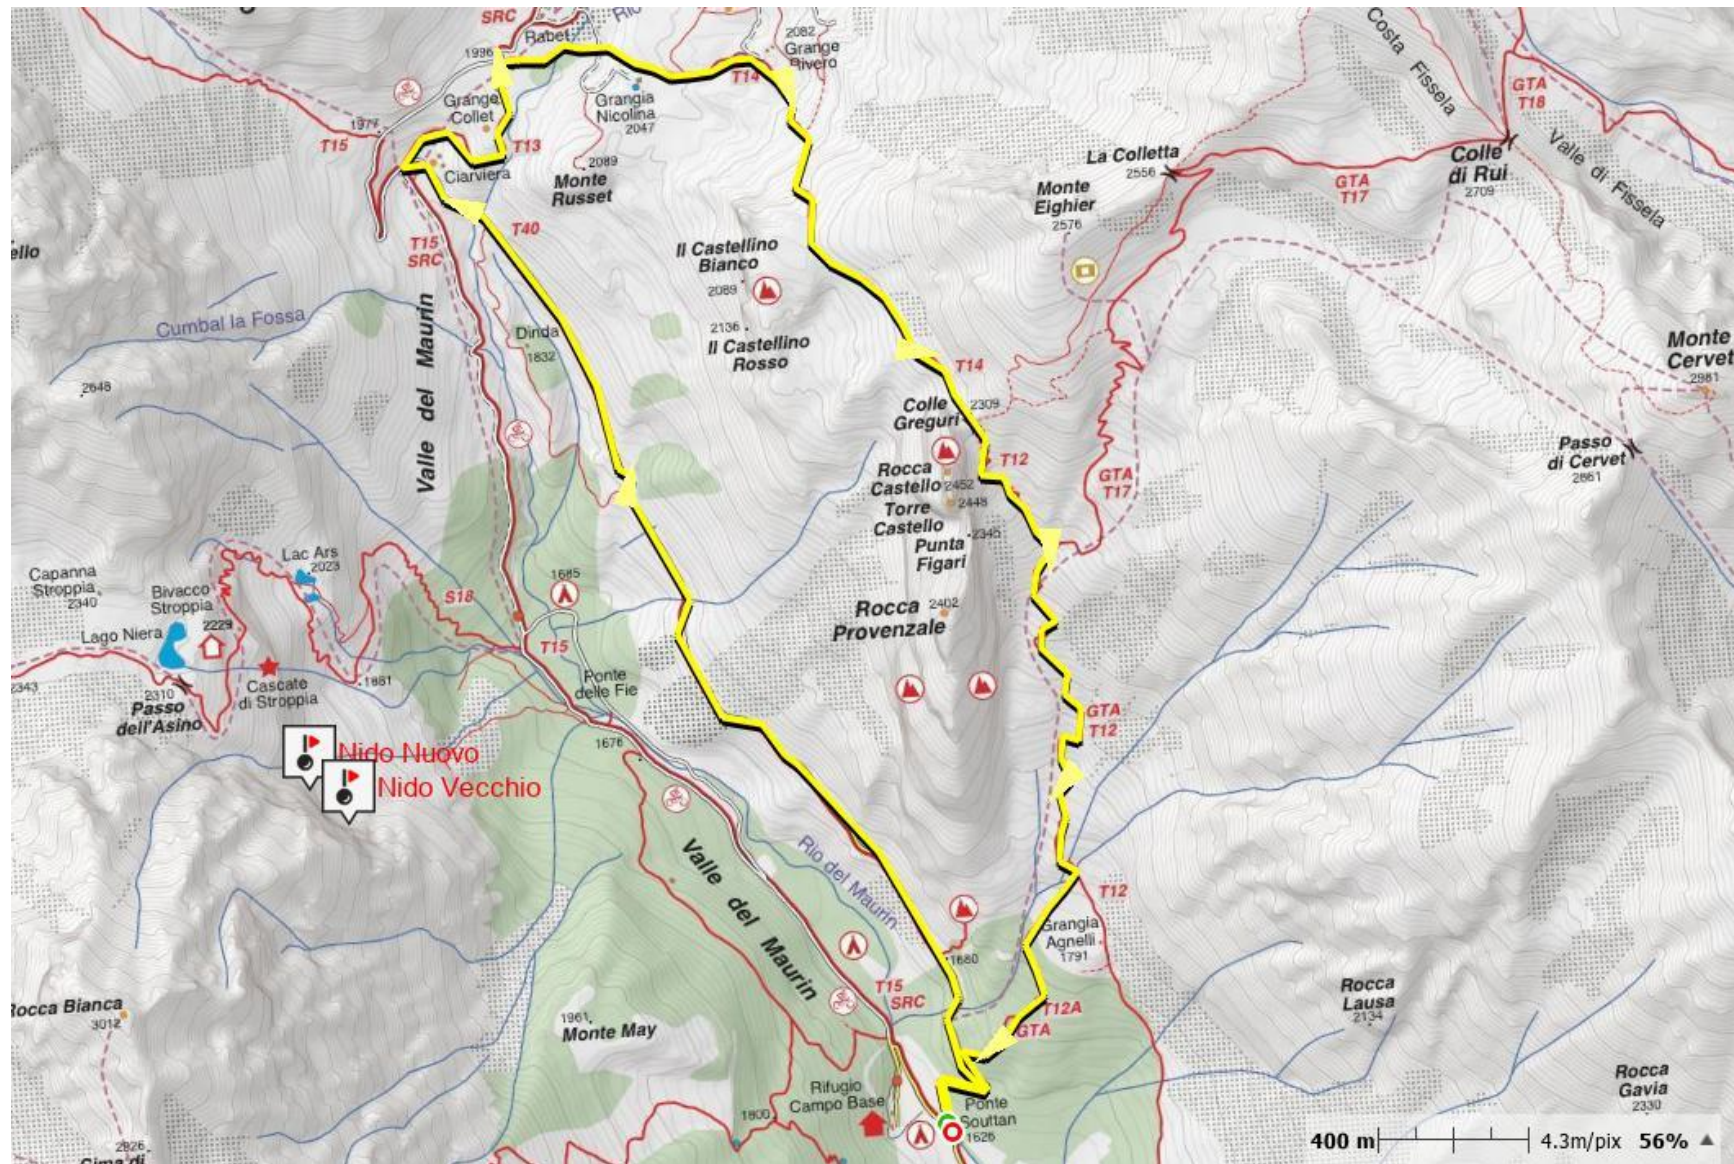 SRC
Rabet
1996
2082
Grange
Rivero
T14
Grange
Collet
Grangia
Nicolina
2047
1977
T15
T13
Ciarviera
2089
Monte
Russet
T40
T15
SRC
Costa Fissela
GTA
T18
La Colletta
2556
Colle
di Rui
2709
Valle di Fissela
Monte
Eighier
2576
GTA
T17
ello
Il Castellino
Bianco
2089
2136
Il Castellino
Rosso
Cumbal la Fossa
Valle del Maurin
Dinda
1832
2648
T14
Colle
Greguri
2309
Monte
Cervet
2981
Passo
di Cervet
2661
T12
GTA
T17
Rocca
Castello 2452
Torre 2448
Castello
Punta 2345
Figari
Lac Ars
2023
Capanna
Stroppia
2340
Bivacco
Stroppia
2229
Lago Niera
S18
1685
T15
Rocca 2402
Provenzale
2343
2310
Passo
dell'Asino
Cascate
di Stroppia
1881
Ponte
delle Fie
1676
GTA
T12
Nido Nuovo
Nido Vecchio
Valle del Maurin
Rio del Maurin
T12
Grangia
Agnelli
1791
1680
T15
SRC
T12A
GTA
Rocca
Lausa
2134
Rocca Bianca
3012
1961
Monte May
Rifugio
Campo Base
1800
Ponte
Souttan
1626
Rocca
Gavia
2330
2826
Cima di
400 m 4.3m/pix 56%